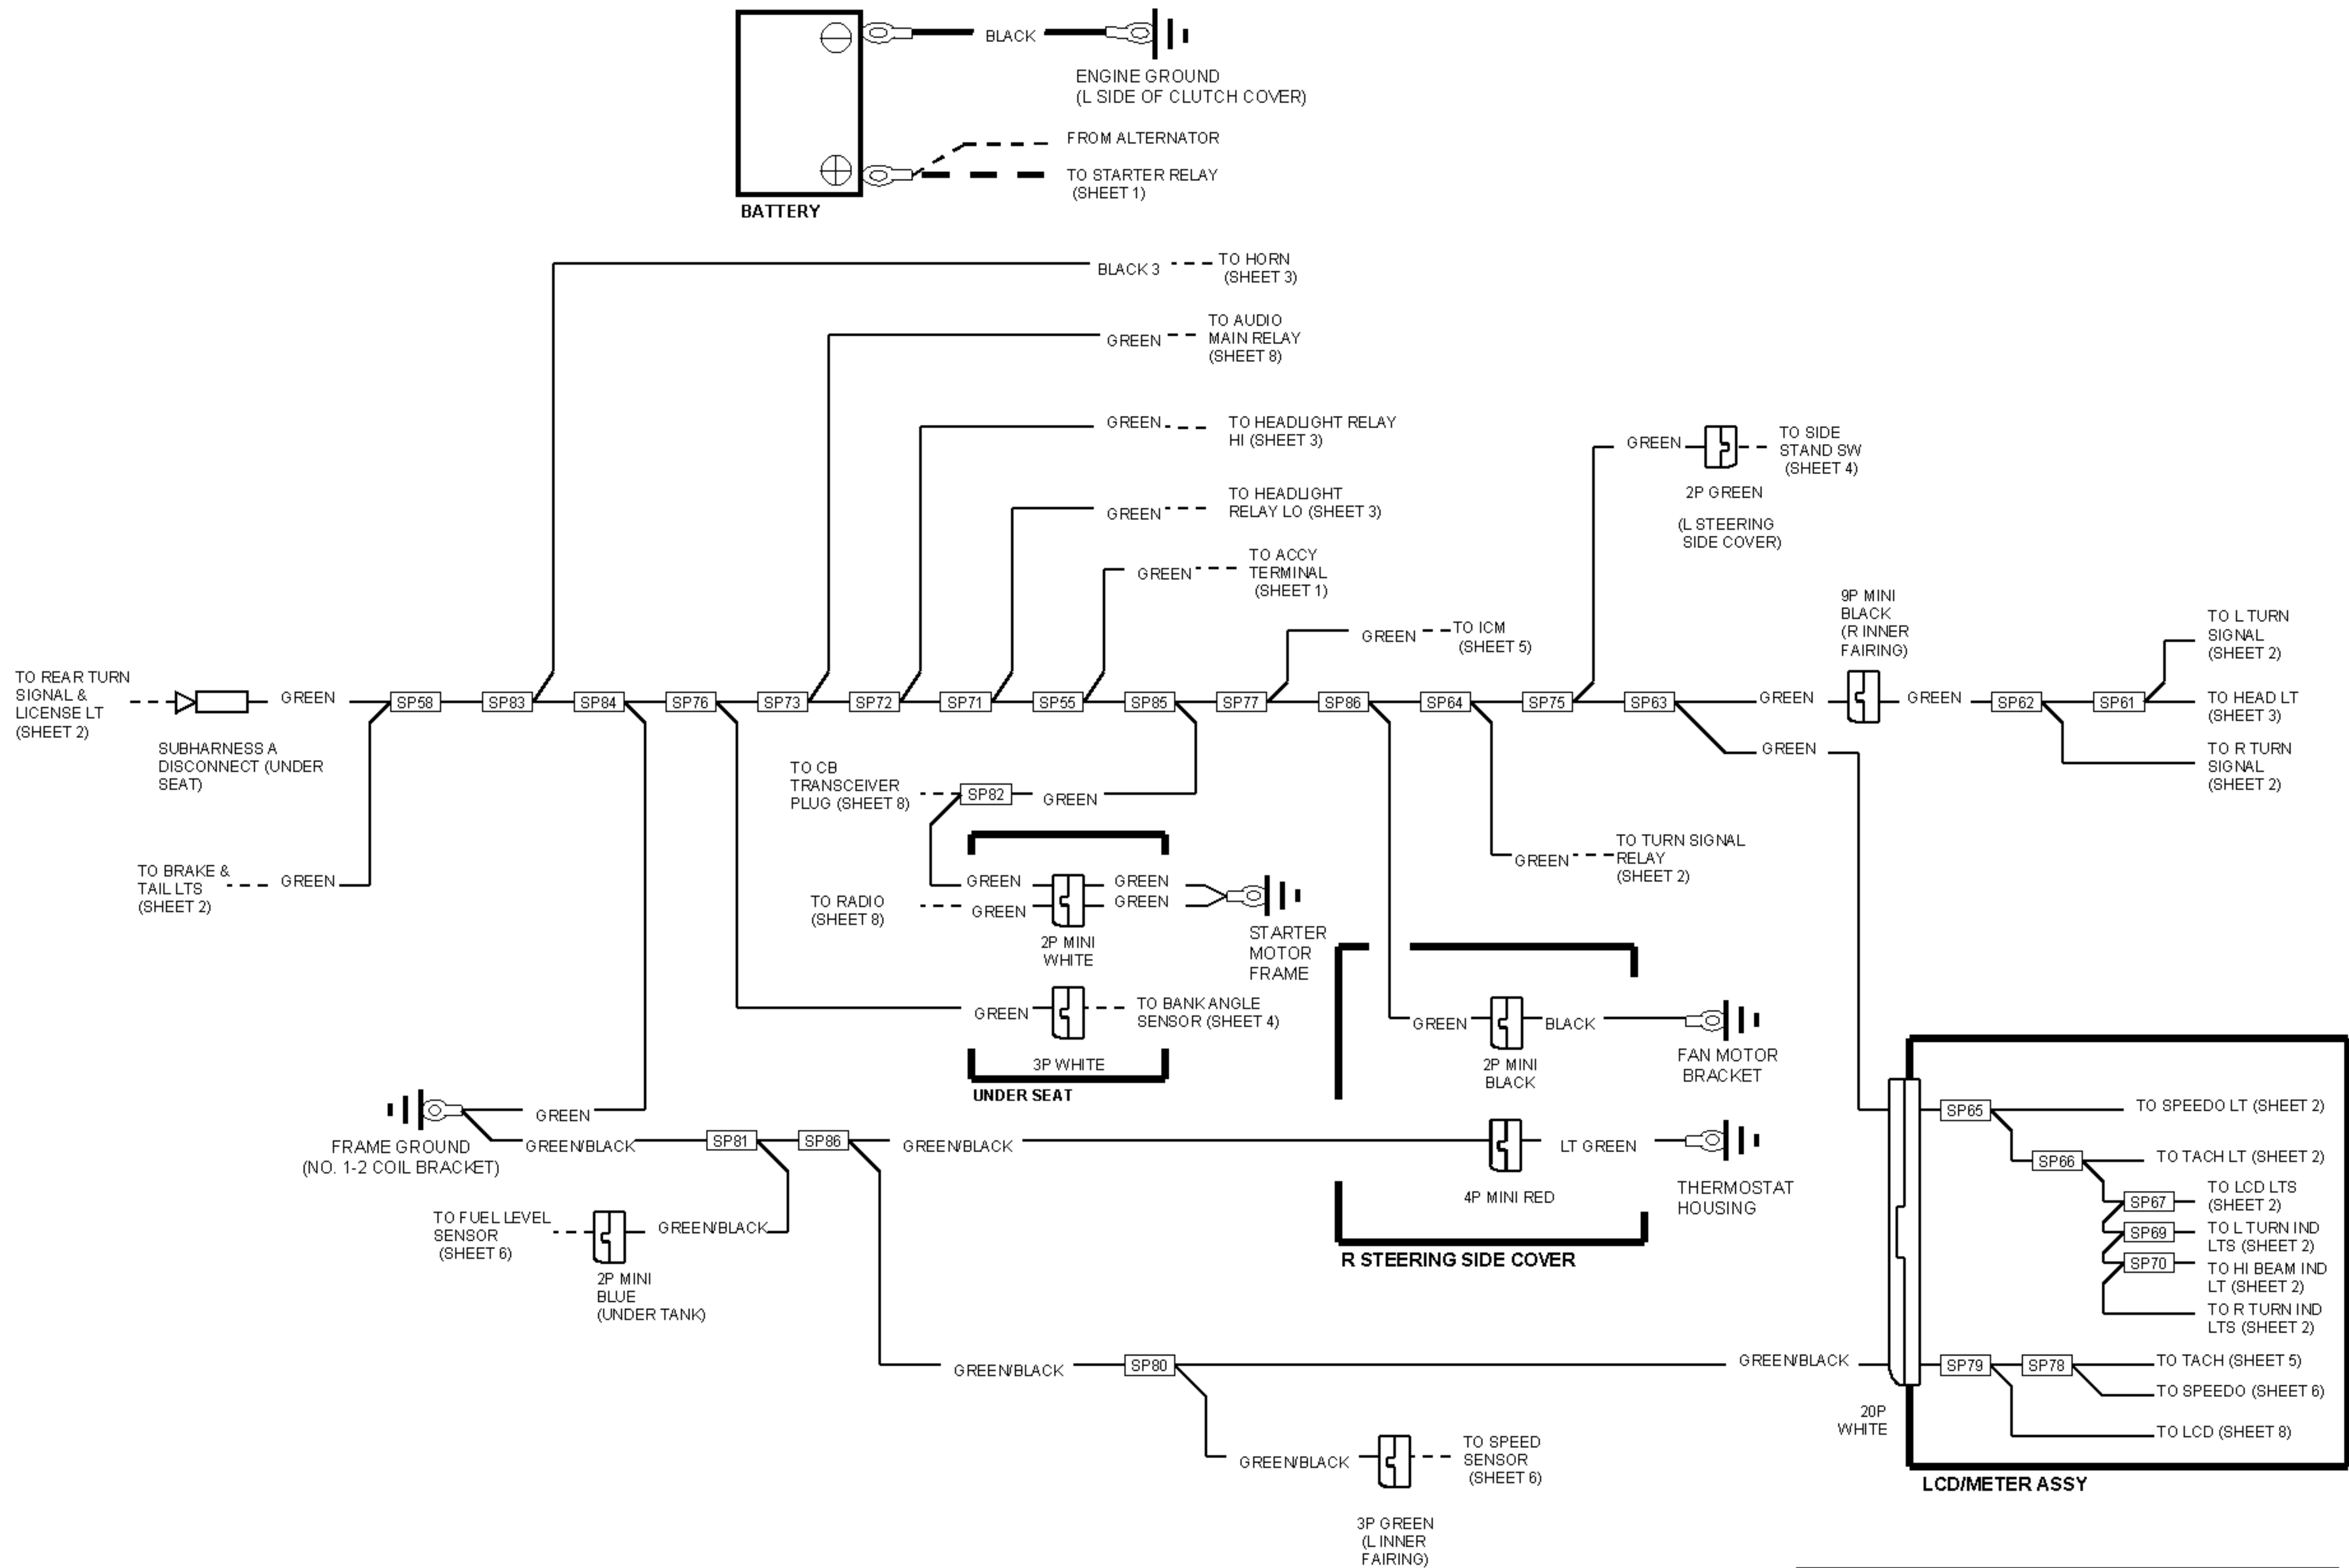 BLACK
ENGINE GROUND
(L SIDE OF CLUTCH COVER)
FROM ALTERNATOR
TO STARTER RELAY
(SHEET 1)
BATTERY
BLACK 3
TO HORN
(SHEET 3)
GREEN
TO AUDIO
MAIN RELAY
(SHEET 8)
GREEN
TO HEADLIGHT RELAY
HI (SHEET 3)
GREEN
TO HEADLIGHT
RELAY LO (SHEET 3)
GREEN
TO ACCY
TERMINAL
(SHEET 1)
GREEN
TO ICM
(SHEET 5)
GREEN
TO SIDE
STAND SW
(SHEET 4)
2P GREEN
(L STEERING
SIDE COVER)
9P MINI
BLACK
(R INNER
FAIRING)
TO L TURN
SIGNAL
(SHEET 2)
TO REAR TURN
SIGNAL &
LICENSE LT
(SHEET 2)
GREEN
SP58
SP83
SP84
SP76
SP73
SP72
SP71
SP55
SP85
SP77
SP86
SP64
SP75
SP63
GREEN
GREEN
SP62
SP61
TO HEAD LT
(SHEET 3)
TO R TURN
SIGNAL
(SHEET 2)
GREEN
SUBHARNESS A
DISCONNECT (UNDER
SEAT)
TO CB
TRANSCEIVER
PLUG (SHEET 8)
SP82
GREEN
TO BRAKE &
TAIL LTS
(SHEET 2)
GREEN
GREEN
TO TURN SIGNAL
RELAY
(SHEET 2)
GREEN
GREEN
TO RADIO
(SHEET 8)
GREEN
GREEN
2P MINI
WHITE
STARTER
MOTOR
FRAME
GREEN
TO BANK ANGLE
SENSOR (SHEET 4)
3P WHITE
UNDER SEAT
GREEN
BLACK
2P MINI
BLACK
FAN MOTOR
BRACKET
GREEN
FRAME GROUND
(NO. 1-2 COIL BRACKET)
GREEN/BLACK
SP81
SP86
GREEN/BLACK
LT GREEN
4P MINI RED
THERMOSTAT
HOUSING
R STEERING SIDE COVER
TO FUEL LEVEL
SENSOR
(SHEET 6)
GREEN/BLACK
2P MINI
BLUE
(UNDER TANK)
SP65
TO SPEEDO LT (SHEET 2)
SP66
TO TACH LT (SHEET 2)
SP67
TO LCD LTS
(SHEET 2)
SP69
TO L TURN IND
LTS (SHEET 2)
SP70
TO HI BEAM IND
LT (SHEET 2)
TO R TURN IND
LTS (SHEET 2)
GREEN/BLACK
SP80
GREEN/BLACK
SP79
SP78
TO TACH (SHEET 5)
TO SPEEDO (SHEET 6)
TO LCD (SHEET 8)
20P
WHITE
LCD/METER ASSY
GREEN/BLACK
TO SPEED
SENSOR
(SHEET 6)
3P GREEN
(L INNER
FAIRING)